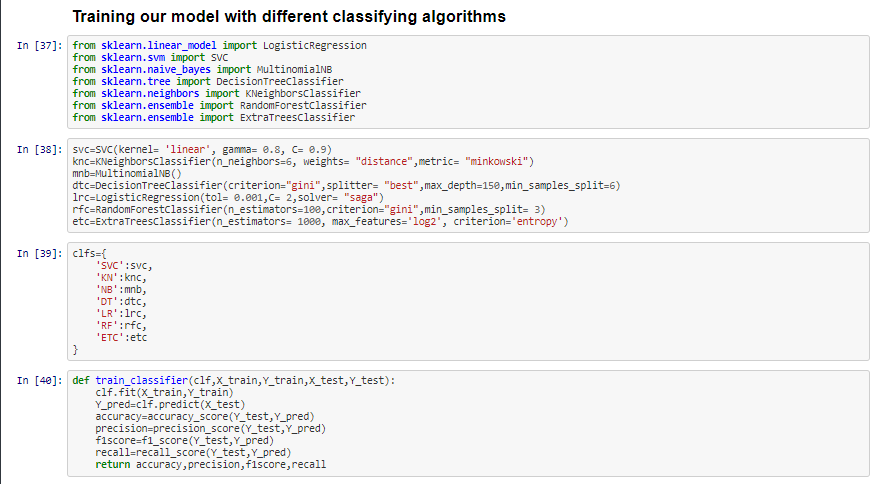 Training our model with different classifying algorithms
In [37]:
from sklearn.linear_model import LogisticRegression
from sklearn.svm import SVC
from sklearn.naive_bayes import MultinomialNB
from sklearn.tree import DecisionTreeClassifier
from sklearn.neighbors import KNeighborsClassifier
from sklearn.ensemble import RandomForestClassifier
from sklearn.ensemble import ExtraTreesClassifier
In [38]:
svc=SVC(kernel= 'linear', gamma= 0.8, C= 0.9)
knc=KNeighborsClassifier(n_neighbors=6, weights= "distance",metric= "minkowski")
mnb=MultinomialNB()
dtc=DecisionTreeClassifier(criterion="gini",splitter= "best",max_depth=150,min_samples_split=6)
lrc=LogisticRegression(tol= 0.001,C= 2,solver= "saga")
rfc=RandomForestClassifier(n_estimators=100,criterion="gini",min_samples_split= 3)
etc=ExtraTreesClassifier(n_estimators= 1000, max_features='log2', criterion='entropy')
In [39]:
clfs={
    'SVC':svc,
    'KN':knc,
    'NB':mnb,
    'DT':dtc,
    'LR':lrc,
    'RF':rfc,
    'ETC':etc
}
In [40]:
def train_classifier(clf,X_train,Y_train,X_test,Y_test):
    clf.fit(X_train,Y_train)
    Y_pred=clf.predict(X_test)
    accuracy=accuracy_score(Y_test,Y_pred)
    precision=precision_score(Y_test,Y_pred)
    f1score=f1_score(Y_test,Y_pred)
    recall=recall_score(Y_test,Y_pred)
    return accuracy,precision,f1score,recall